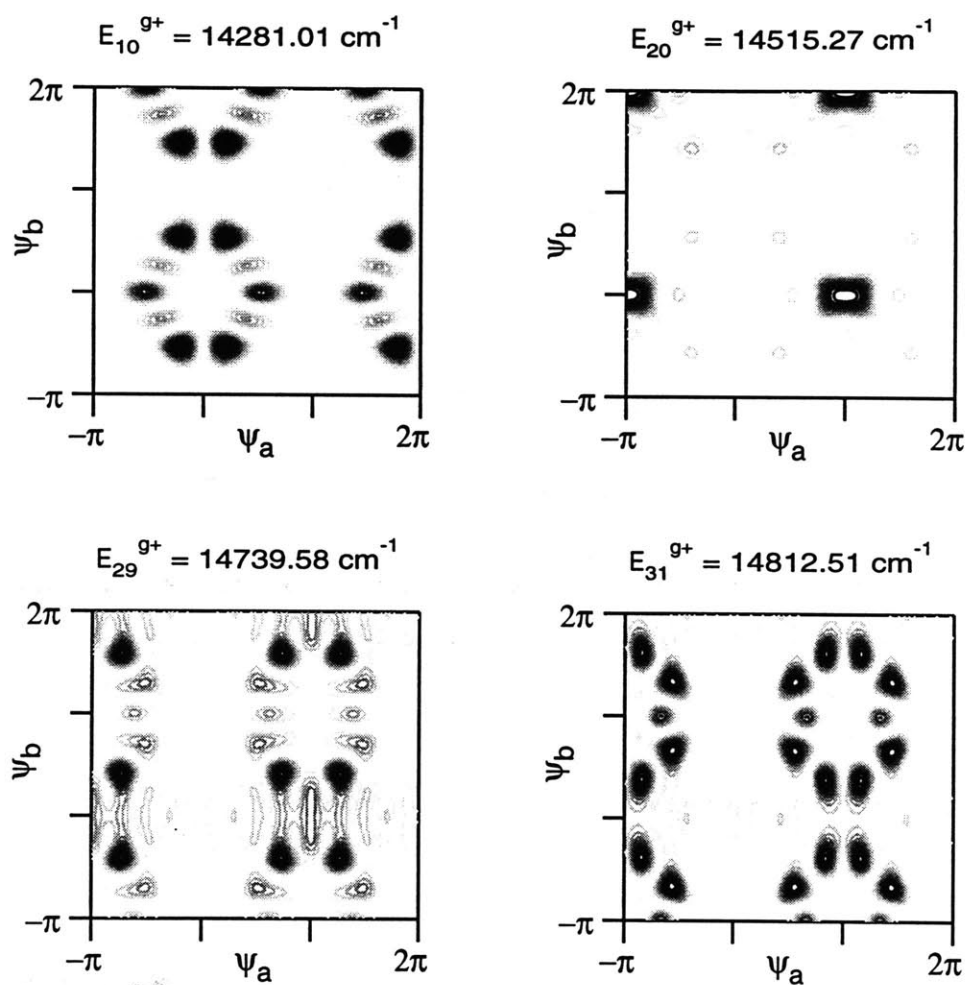 E₁₀ᵍ⁺ = 14281.01 cm⁻¹
E₂₀ᵍ⁺ = 14515.27 cm⁻¹
2π
ψb
−π
−π ψa 2π
2π
ψb
−π
−π ψa 2π
E₂₉ᵍ⁺ = 14739.58 cm⁻¹
E₃₁ᵍ⁺ = 14812.51 cm⁻¹
2π
ψb
−π
−π ψa 2π
2π
ψb
−π
−π ψa 2π